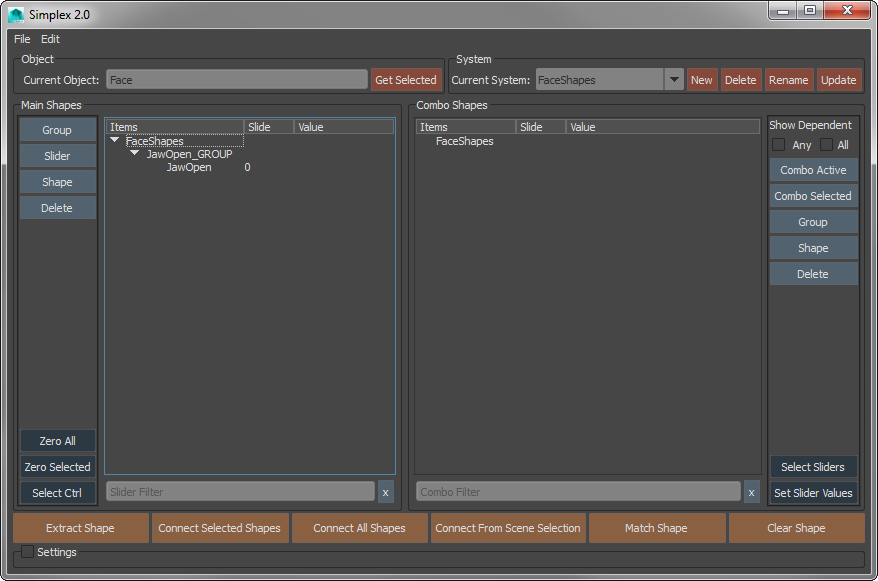 Simplex 2.0
File Edit
Object
Current Object: Face Get Selected
System
Current System: FaceShapes New Delete Rename Update
Main Shapes
Group
Slider
Shape
Delete
Items Slide Value
FaceShapes
JawOpen_GROUP
JawOpen 0
Zero All
Zero Selected
Select Ctrl
Slider Filter x
Combo Shapes
Items Slide Value
FaceShapes
Combo Filter x
Show Dependent
Any All
Combo Active
Combo Selected
Group
Shape
Delete
Select Sliders
Set Slider Values
Extract Shape Connect Selected Shapes Connect All Shapes Connect From Scene Selection Match Shape Clear Shape
Settings